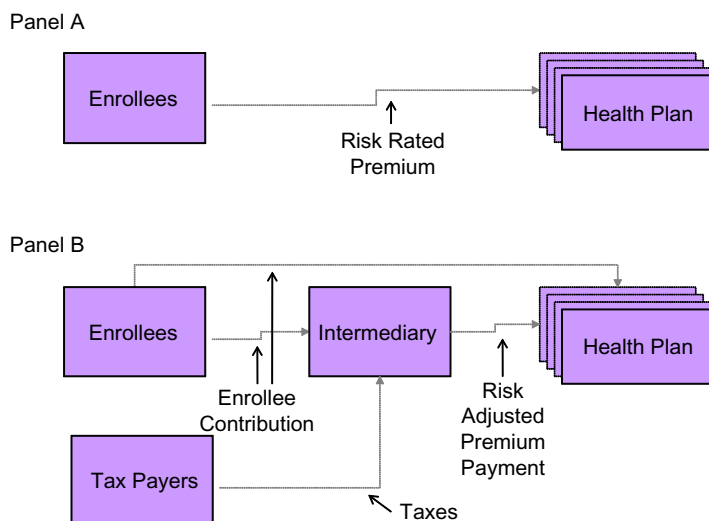 Panel A
Enrollees
Health Plan
Risk Rated
Premium
Panel B
Enrollees
Intermediary
Health Plan
Enrollee
Contribution
Risk
Adjusted
Premium
Payment
Tax Payers
Taxes